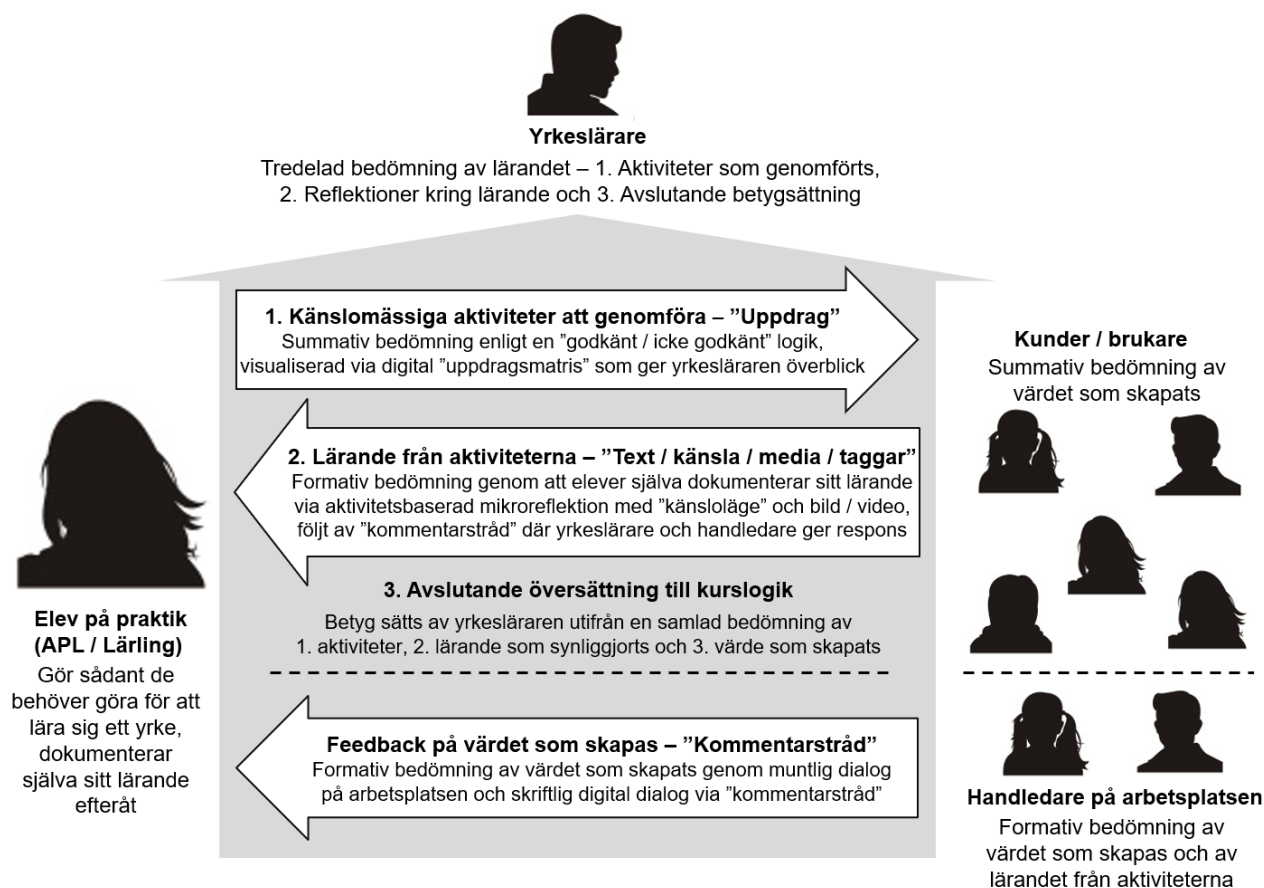 Yrkeslärare
Tredelad bedömning av lärandet – 1. Aktiviteter som genomförts,
2. Reflektioner kring lärande och 3. Avslutande betygsättning
1. Känslomässiga aktiviteter att genomföra – ”Uppdrag”
Summativ bedömning enligt en ”godkänt / icke godkänt” logik,
visualiserad via digital ”uppdragsmatris” som ger yrkesläraren överblick
2. Lärande från aktiviteterna – ”Text / känsla / media / taggar”
Formativ bedömning genom att elever själva dokumenterar sitt lärande
via aktivitetsbaserad mikroreflektion med ”känsloläge” och bild / video,
följt av ”kommentarstråd” där yrkeslärare och handledare ger respons
3. Avslutande översättning till kurslogik
Betyg sätts av yrkesläraren utifrån en samlad bedömning av
1. aktiviteter, 2. lärande som synliggjorts och 3. värde som skapats
Feedback på värdet som skapas – ”Kommentarstråd”
Formativ bedömning av värdet som skapats genom muntlig dialog
på arbetsplatsen och skriftlig digital dialog via ”kommentarstråd”
Elev på praktik
(APL / Lärling)
Gör sådant de
behöver göra för att
lära sig ett yrke,
dokumenterar
själva sitt lärande
efteråt
Kunder / brukare
Summativ bedömning av
värdet som skapats
Handledare på arbetsplatsen
Formativ bedömning av
värdet som skapas och av
lärandet från aktiviteterna